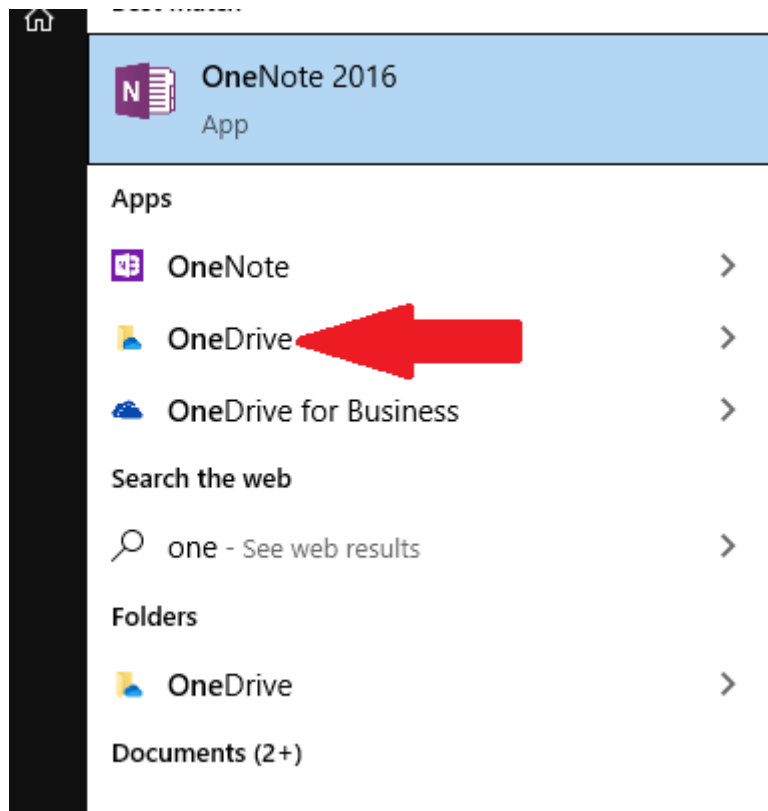 OneNote 2016
App
Apps
OneNote
OneDrive
OneDrive for Business
Search the web
one - See web results
Folders
OneDrive
Documents (2+)